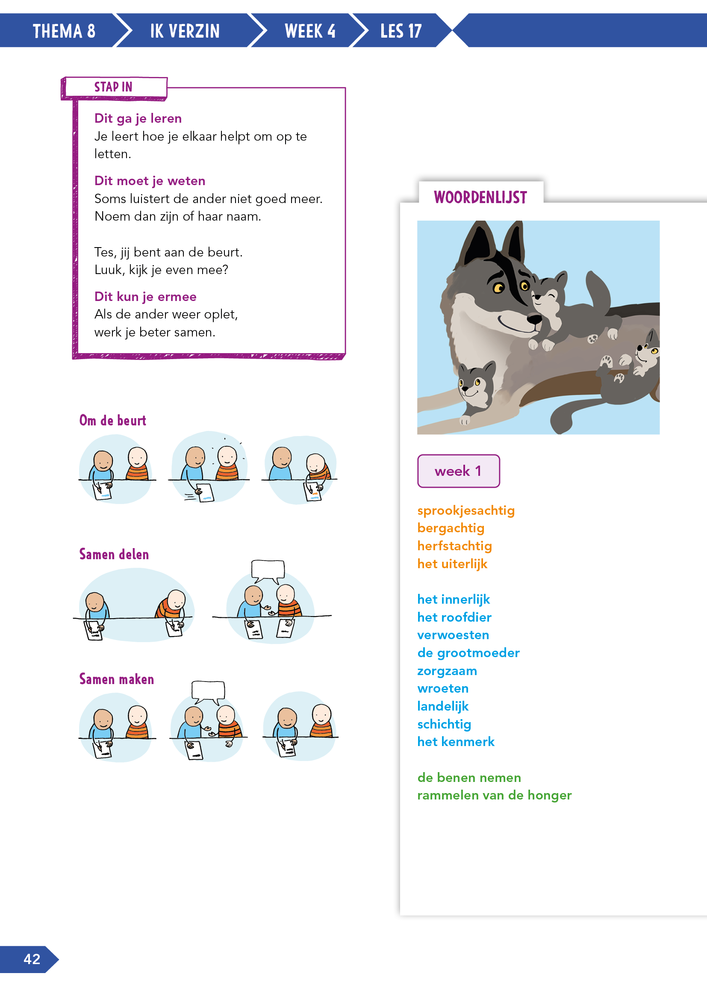 THEMA 8
IK VERZIN
WEEK 4
LES 17
STAP IN
Dit ga je leren
Je leert hoe je elkaar helpt om op te
letten.
Dit moet je weten
Soms luistert de ander niet goed meer.
Noem dan zijn of haar naam.
Tes, jij bent aan de beurt.
Luuk, kijk je even mee?
Dit kun je ermee
Als de ander weer oplet,
werk je beter samen.
Om de beurt
Samen delen
Samen maken
WOORDENLIJST
week 1
sprookjesachtig
bergachtig
herfstachtig
het uiterlijk
het innerlijk
het roofdier
verwoesten
de grootmoeder
zorgzaam
wroeten
landelijk
schichtig
het kenmerk
de benen nemen
rammelen van de honger
42